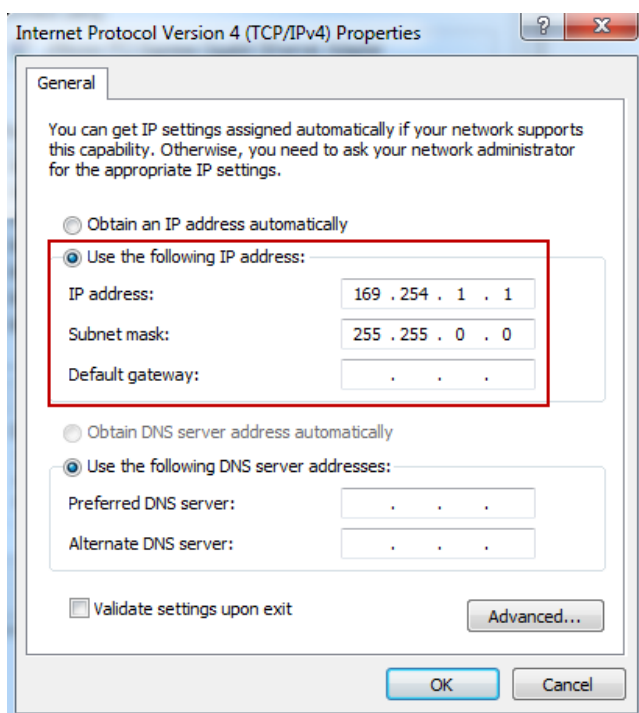 Internet Protocol Version 4 (TCP/IPv4) Properties
?
X
General
You can get IP settings assigned automatically if your network supports
this capability. Otherwise, you need to ask your network administrator
for the appropriate IP settings.
Obtain an IP address automatically
Use the following IP address:
IP address: 169 . 254 . 1 . 1
Subnet mask: 255 . 255 . 0 . 0
Default gateway: . . .
Obtain DNS server address automatically
Use the following DNS server addresses:
Preferred DNS server: . . .
Alternate DNS server: . . .
Validate settings upon exit
Advanced...
OK Cancel